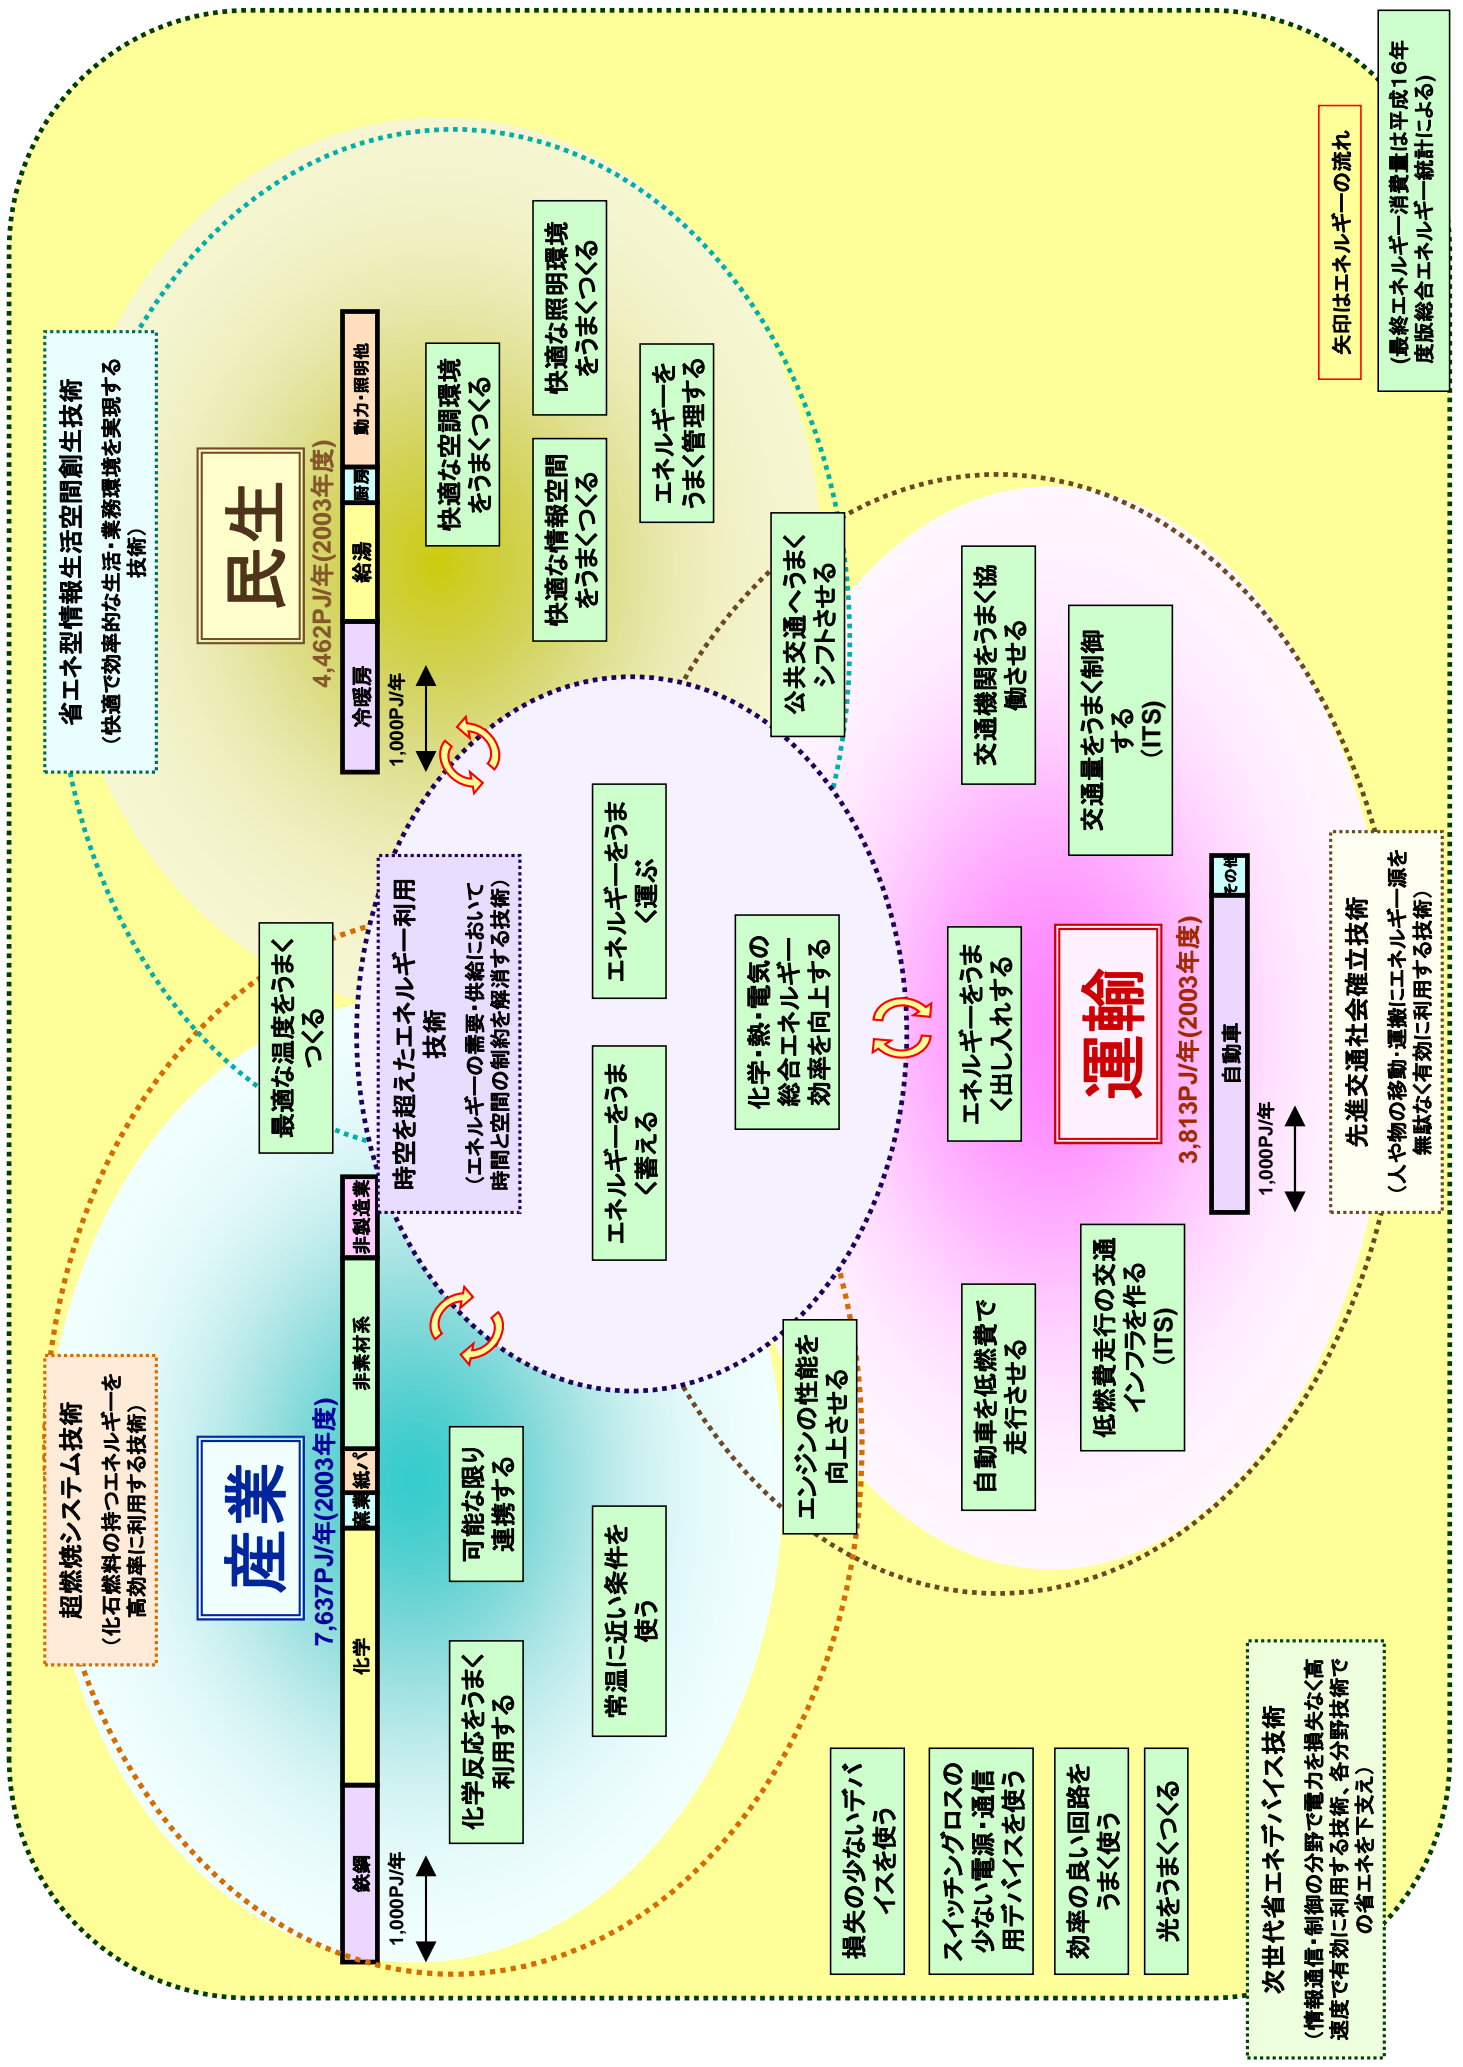 超燃焼システム技術
（化石燃料の持つエネルギーを
高効率に利用する技術）
省エネ型情報生活空間創生技術
（快適で効率的な生活・業務環境を実現する
技術）
産業
7,637PJ/年(2003年度)
鉄鋼
化学
窯業
紙パ
非素材系
非製造業
1,000PJ/年
最適な温度をうまく
つくる
民生
4,462PJ/年(2003年度)
冷暖房
給湯
厨房
動力・照明他
1,000PJ/年
化学反応をうまく
利用する
可能な限り
連携する
常温に近い条件を
使う
時空を超えたエネルギー利用
技術
（エネルギーの需要・供給において
時間と空間の制約を解消する技術）
エネルギーをうま
く蓄える
エネルギーをうま
く運ぶ
化学・熱・電気の
総合エネルギー
効率を向上する
快適な空調環境
をうまくつくる
快適な情報空間
をうまくつくる
快適な照明環境
をうまくつくる
エネルギーを
うまく管理する
公共交通へうまく
シフトさせる
エンジンの性能を
向上させる
損失の少ないデバ
イスを使う
スイッチングロスの
少ない電源・通信
用デバイスを使う
効率の良い回路を
うまく使う
光をうまくつくる
自動車を低燃費で
走行させる
エネルギーをうま
く出し入れする
交通機関をうまく協
働させる
低燃費走行の交通
インフラを作る
(ITS)
運輸
交通量をうまく制御
する
(ITS)
3,813PJ/年(2003年度)
自動車
その他
1,000PJ/年
次世代省エネデバイス技術
（情報通信・制御の分野で電力を損失なく高
速度で有効に利用する技術、各分野技術で
の省エネを下支え）
先進交通社会確立技術
（人や物の移動・運搬にエネルギー源を
無駄なく有効に利用する技術）
矢印はエネルギーの流れ
(最終エネルギー消費量は平成16年
度版総合エネルギー統計による)